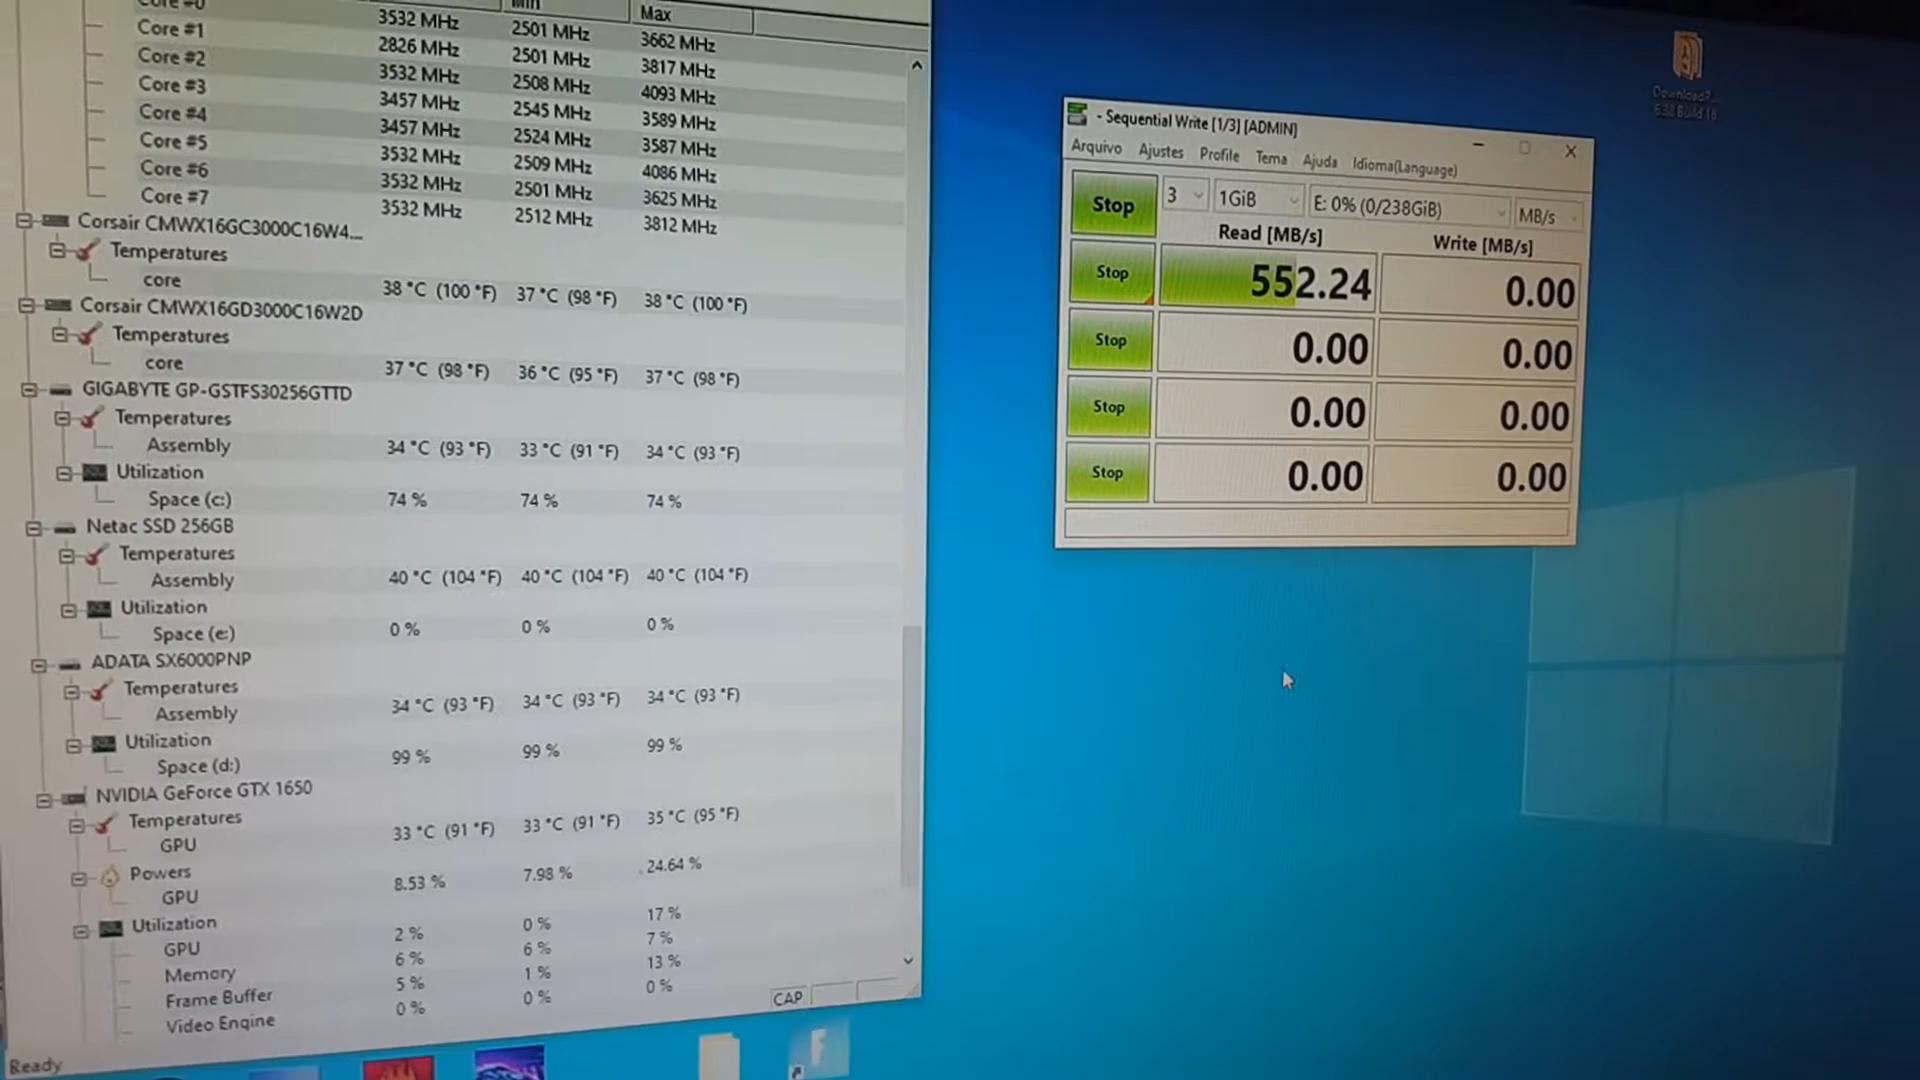 Core #0 3532 MHz Min Max
Core #1 2826 MHz 2501 MHz 3662 MHz
Core #2 3532 MHz 2501 MHz 3817 MHz
Core #3 3457 MHz 2508 MHz 4093 MHz
Core #4 3457 MHz 2545 MHz 3589 MHz
Core #5 3532 MHz 2524 MHz 3587 MHz
Core #6 3532 MHz 2509 MHz 4086 MHz
Core #7 3532 MHz 2501 MHz 3625 MHz
2512 MHz 3812 MHz
Corsair CMWX16GC3000C16W4...
Temperatures
core 38 °C (100 °F) 37 °C (98 °F) 38 °C (100 °F)
Corsair CMWX16GD3000C16W2D
Temperatures
core 37 °C (98 °F) 36 °C (95 °F) 37 °C (98 °F)
GIGABYTE GP-GSTFS30256GTTD
Temperatures
Assembly 34 °C (93 °F) 33 °C (91 °F) 34 °C (93 °F)
Utilization
Space (c:) 74 % 74 % 74 %
Netac SSD 256GB
Temperatures
Assembly 40 °C (104 °F) 40 °C (104 °F) 40 °C (104 °F)
Utilization
Space (e:) 0 % 0 % 0 %
ADATA SX6000PNP
Temperatures
Assembly 34 °C (93 °F) 34 °C (93 °F) 34 °C (93 °F)
Utilization
Space (d:) 99 % 99 % 99 %
NVIDIA GeForce GTX 1650
Temperatures
GPU 33 °C (91 °F) 33 °C (91 °F) 35 °C (95 °F)
Powers
GPU 8.53 % 7.98 % 24.64 %
Utilization
GPU 2 % 0 % 17 %
Memory 6 % 6 % 7 %
Frame Buffer 5 % 1 % 13 %
Video Engine 0 % 0 % 0 %
CAP
Ready
- Sequential Write [1/3] [ADMIN]
Arquivo Ajustes Profile Tema Ajuda Idioma(Language)
Stop 3 1GiB E: 0% (0/238GiB) MB/s
Read [MB/s] Write [MB/s]
Stop 552.24 0.00
Stop 0.00 0.00
Stop 0.00 0.00
Stop 0.00 0.00